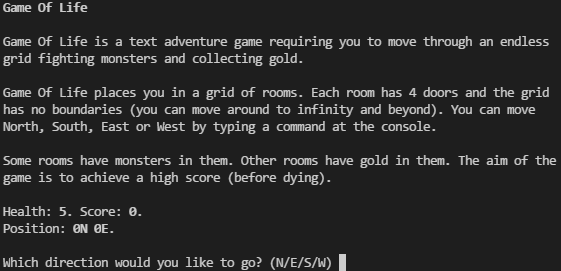 Game Of Life
Game Of Life is a text adventure game requiring you to move through an endless
grid fighting monsters and collecting gold.
Game Of Life places you in a grid of rooms. Each room has 4 doors and the grid
has no boundaries (you can move around to infinity and beyond). You can move
North, South, East or West by typing a command at the console.
Some rooms have monsters in them. Other rooms have gold in them. The aim of the
game is to achieve a high score (before dying).
Health: 5. Score: 0.
Position: 0N 0E.
Which direction would you like to go? (N/E/S/W)